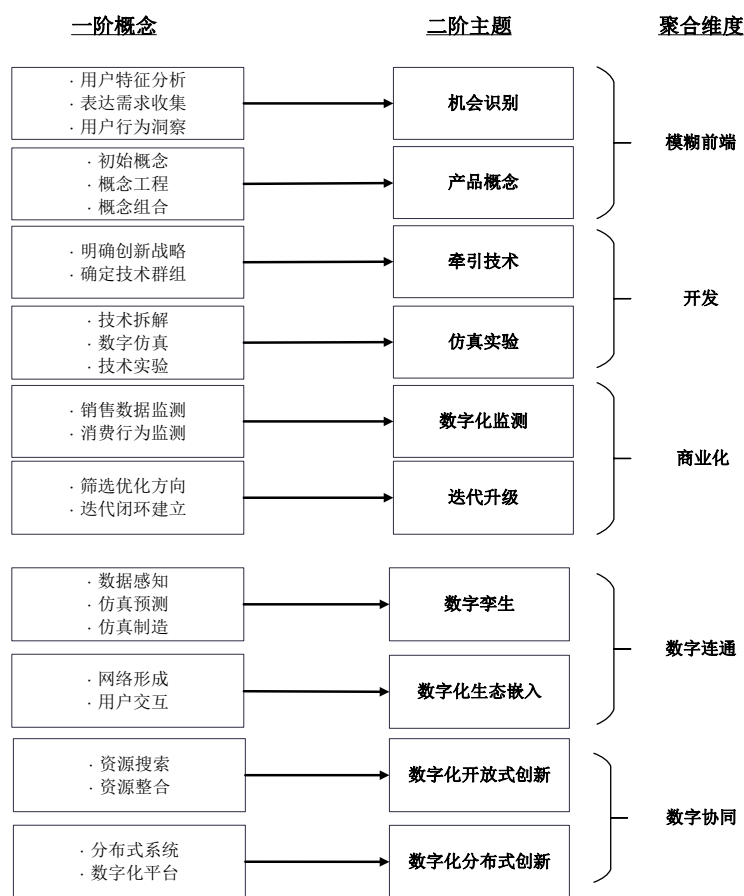 一阶概念 二阶主题 聚合维度
· 用户特征分析
· 表达需求收集
· 用户行为洞察
机会识别
· 初始概念
· 概念工程
· 概念组合
产品概念
模糊前端
· 明确创新战略
· 确定技术群组
牵引技术
· 技术拆解
· 数字仿真
· 技术实验
仿真实验
开发
· 销售数据监测
· 消费行为监测
数字化监测
· 筛选优化方向
· 迭代闭环建立
迭代升级
商业化
· 数据感知
· 仿真预测
· 仿真制造
数字孪生
· 网络形成
· 用户交互
数字化生态嵌入
数字连通
· 资源搜索
· 资源整合
数字化开放式创新
· 分布式系统
· 数字化平台
数字化分布式创新
数字协同